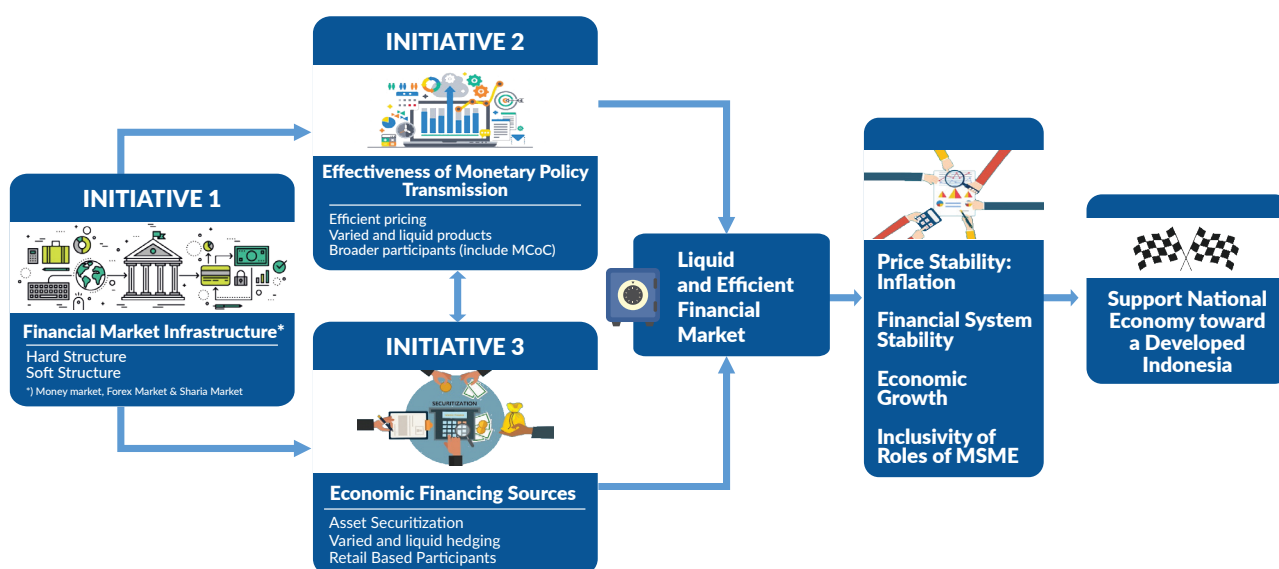 INITIATIVE 1
Financial Market Infrastructure*
Hard Structure
Soft Structure
*) Money market, Forex Market & Sharia Market
INITIATIVE 2
Effectiveness of Monetary Policy
Transmission
Efficient pricing
Varied and liquid products
Broader participants (include MCoC)
INITIATIVE 3
SECURITIZATION
Economic Financing Sources
Asset Securitization
Varied and liquid hedging
Retail Based Participants
Liquid
and Efficient
Financial
Market
Price Stability:
Inflation
Financial System
Stability
Economic
Growth
Inclusivity of
Roles of MSME
Support National
Economy toward
a Developed
Indonesia